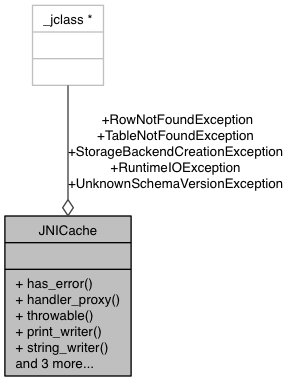 _jclass *
+RowNotFoundException
+TableNotFoundException
+StorageBackendCreationException
+RuntimeIOException
+UnknownSchemaVersionException
JNICache
+ has_error()
+ handler_proxy()
+ throwable()
+ print_writer()
+ string_writer()
and 3 more...